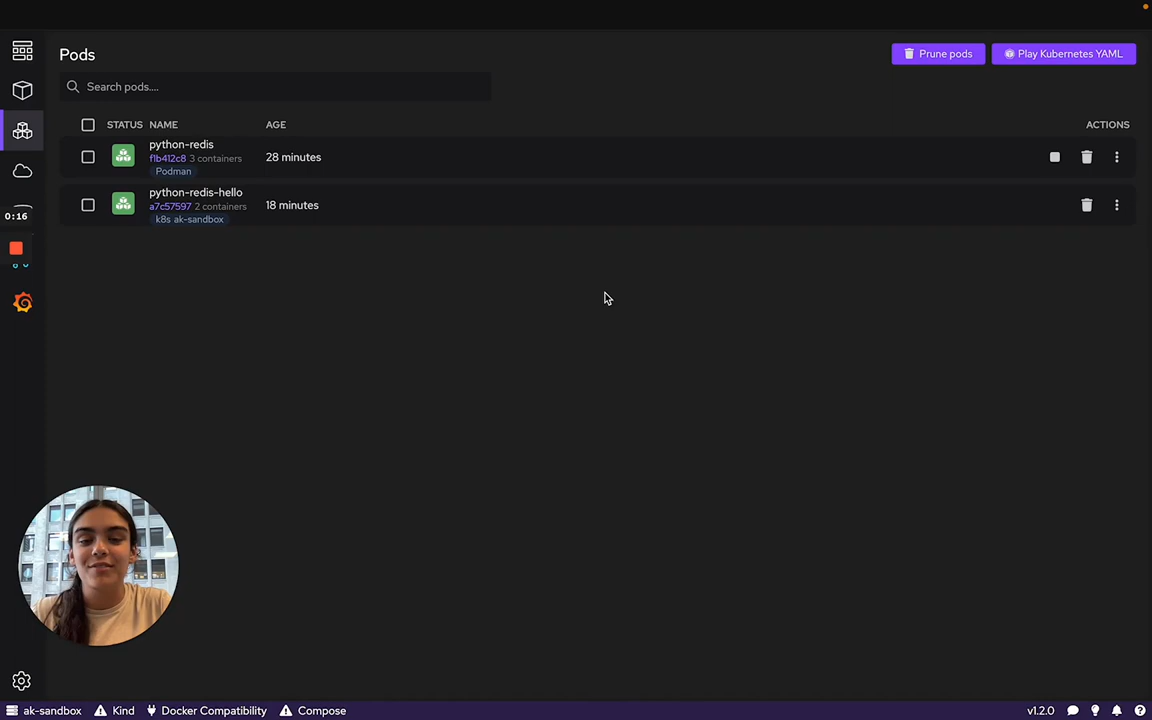 Pods
Prune pods
Play Kubernetes YAML
Search pods....
STATUS NAME AGE ACTIONS
python-redis
f1b412c8 3 containers
Podman
28 minutes
python-redis-hello
a7c57597 2 containers
k8s ak-sandbox
18 minutes
0:16
ak-sandbox Kind Docker Compatibility Compose v1.2.0